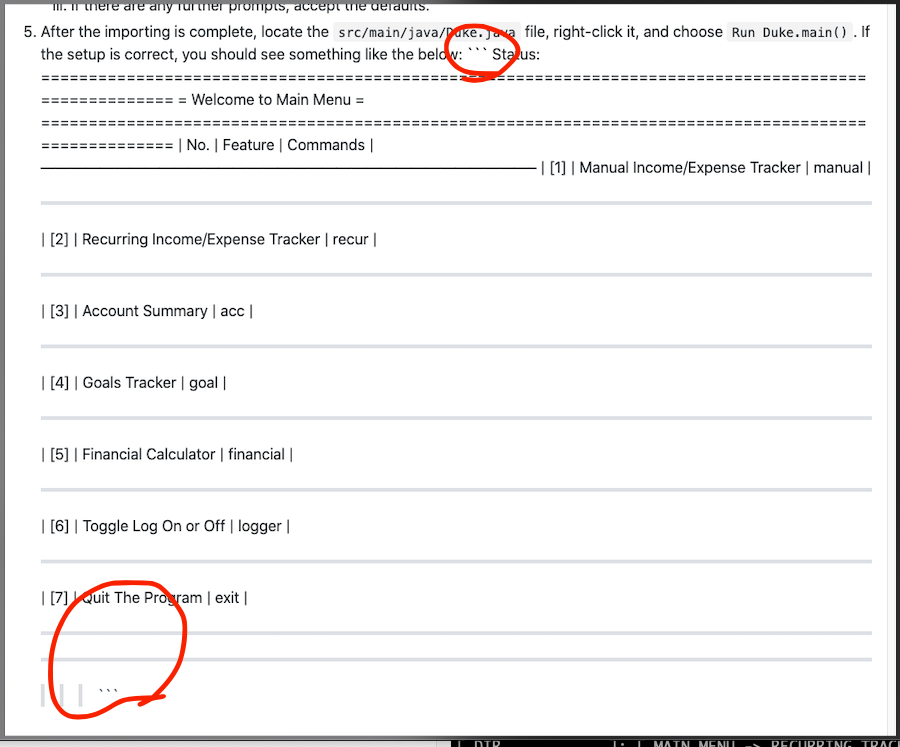 iii. If there are any further prompts, accept the defaults.
5. After the importing is complete, locate the src/main/java/Duke.java file, right-click it, and choose Run Duke.main() . If
the setup is correct, you should see something like the below: ``` Status:
======================================================================================
============== = Welcome to Main Menu =
======================================================================================
============== | No. | Feature | Commands |
—————————————————————————————— | [1] | Manual Income/Expense Tracker | manual |
| [2] | Recurring Income/Expense Tracker | recur |
| [3] | Account Summary | acc |
| [4] | Goals Tracker | goal |
| [5] | Financial Calculator | financial |
| [6] | Toggle Log On or Off | logger |
| [7] | Quit The Program | exit |
| | | ```
| DIR |: | MAIN MENU -> RECURRING TRAC